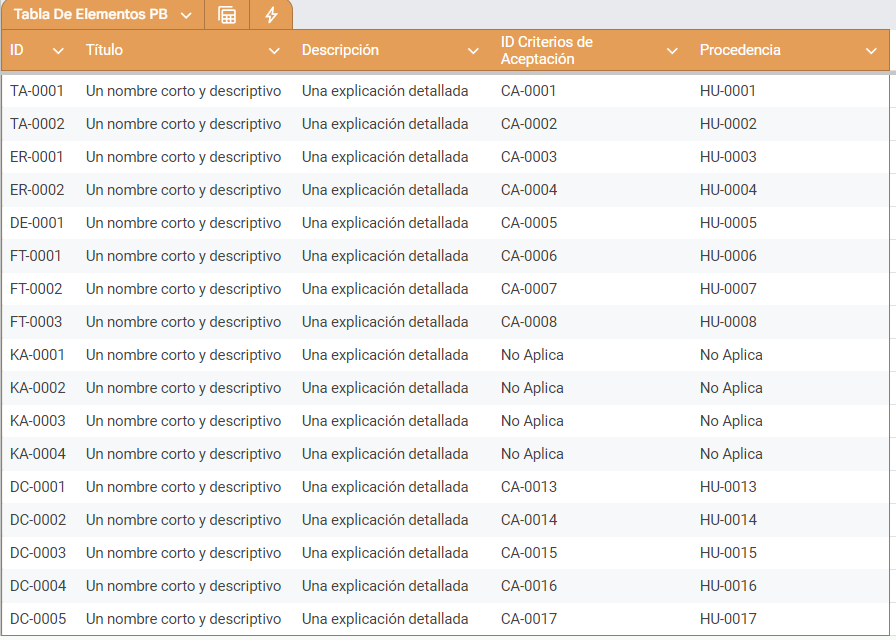 Tabla De Elementos PB
ID Título Descripción ID Criterios de Aceptación Procedencia
TA-0001 Un nombre corto y descriptivo Una explicación detallada CA-0001 HU-0001
TA-0002 Un nombre corto y descriptivo Una explicación detallada CA-0002 HU-0002
ER-0001 Un nombre corto y descriptivo Una explicación detallada CA-0003 HU-0003
ER-0002 Un nombre corto y descriptivo Una explicación detallada CA-0004 HU-0004
DE-0001 Un nombre corto y descriptivo Una explicación detallada CA-0005 HU-0005
FT-0001 Un nombre corto y descriptivo Una explicación detallada CA-0006 HU-0006
FT-0002 Un nombre corto y descriptivo Una explicación detallada CA-0007 HU-0007
FT-0003 Un nombre corto y descriptivo Una explicación detallada CA-0008 HU-0008
KA-0001 Un nombre corto y descriptivo Una explicación detallada No Aplica No Aplica
KA-0002 Un nombre corto y descriptivo Una explicación detallada No Aplica No Aplica
KA-0003 Un nombre corto y descriptivo Una explicación detallada No Aplica No Aplica
KA-0004 Un nombre corto y descriptivo Una explicación detallada No Aplica No Aplica
DC-0001 Un nombre corto y descriptivo Una explicación detallada CA-0013 HU-0013
DC-0002 Un nombre corto y descriptivo Una explicación detallada CA-0014 HU-0014
DC-0003 Un nombre corto y descriptivo Una explicación detallada CA-0015 HU-0015
DC-0004 Un nombre corto y descriptivo Una explicación detallada CA-0016 HU-0016
DC-0005 Un nombre corto y descriptivo Una explicación detallada CA-0017 HU-0017